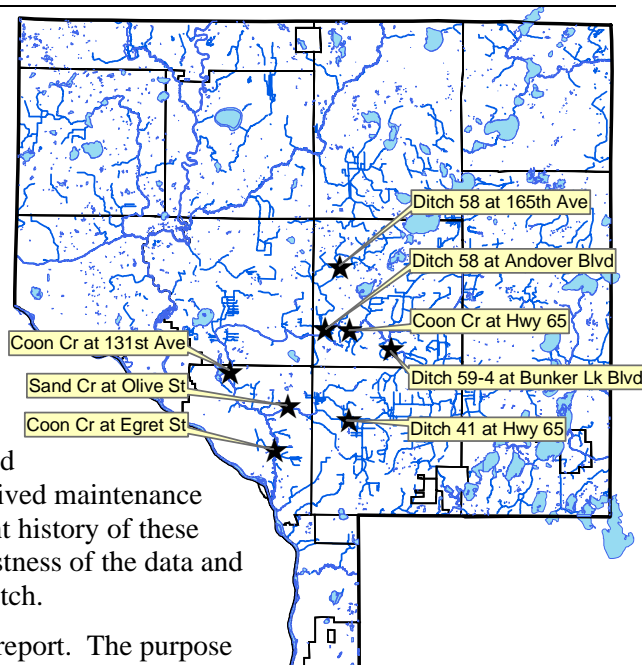 Ditch 58 at 165th Ave
Ditch 58 at Andover Blvd
Coon Cr at Hwy 65
Coon Cr at 131st Ave
Ditch 59-4 at Bunker Lk Blvd
Sand Cr at Olive St
Coon Cr at Egret St
Ditch 41 at Hwy 65
d
ived maintenance
nt history of these
stness of the data and
tch.
report. The purpose